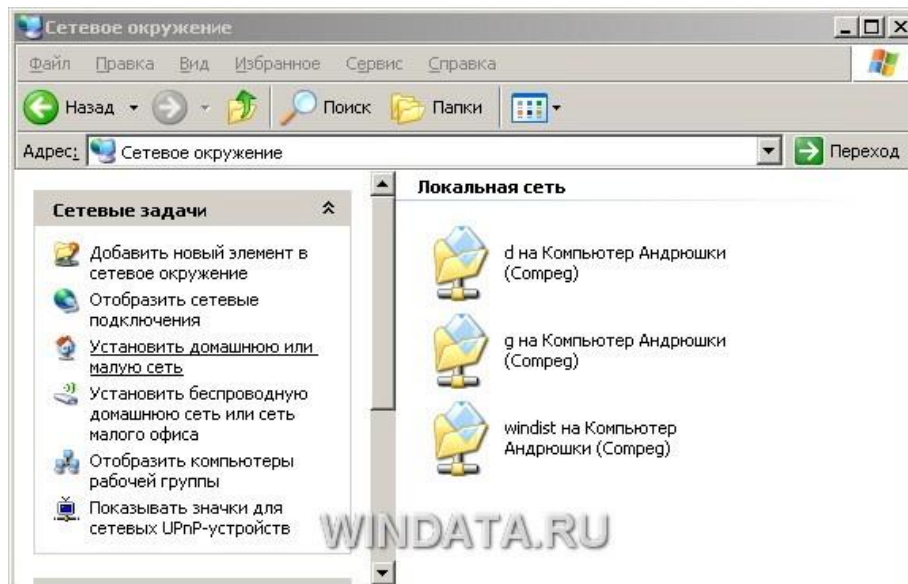 Сетевое окружение
Файл Правка Вид Избранное Сервис Справка
Назад Поиск Папки
Адрес: Сетевое окружение Переход
Сетевые задачи
Добавить новый элемент в
сетевое окружение
Отобразить сетевые
подключения
Установить домашнюю или
малую сеть
Установить беспроводную
домашнюю сеть или сеть
малого офиса
Отобразить компьютеры
рабочей группы
Показывать значки для
сетевых UPnP-устройств
Локальная сеть
d на Компьютер Андрюшки
(Compeg)
g на Компьютер Андрюшки
(Compeg)
windist на Компьютер
Андрюшки (Compeg)
WINDATA.RU